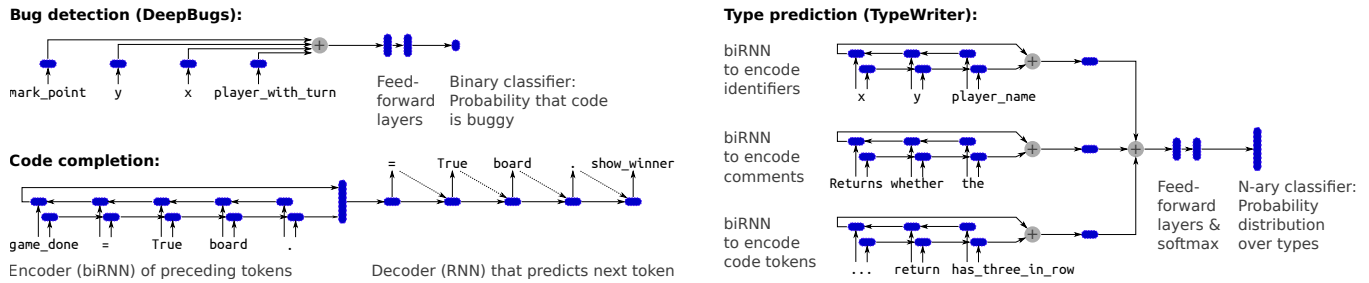 Bug detection (DeepBugs):
mark_point y x player_with_turn
Feed-
forward
layers
Binary classifier:
Probability that code
is buggy
Code completion:
= True board . show_winner
game_done = True board .
Encoder (biRNN) of preceding tokens
Decoder (RNN) that predicts next token
Type prediction (TypeWriter):
biRNN
to encode
identifiers
x y player_name
biRNN
to encode
comments
Returns whether the
biRNN
to encode
code tokens
... return has_three_in_row
Feed-
forward
layers &
softmax
N-ary classifier:
Probability
distribution
over types